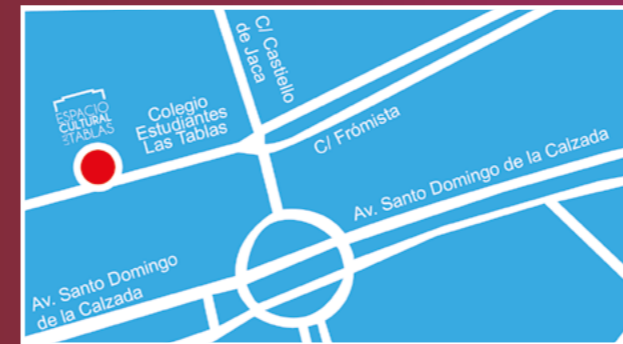 C/ Castiello
de Jaca
ESPACIO
CULTURAL
LAS TABLAS
Colegio
Estudiantes
Las Tablas
C/ Frómista
Av. Santo Domingo de la Calzada
Av. Santo Domingo
de la Calzada